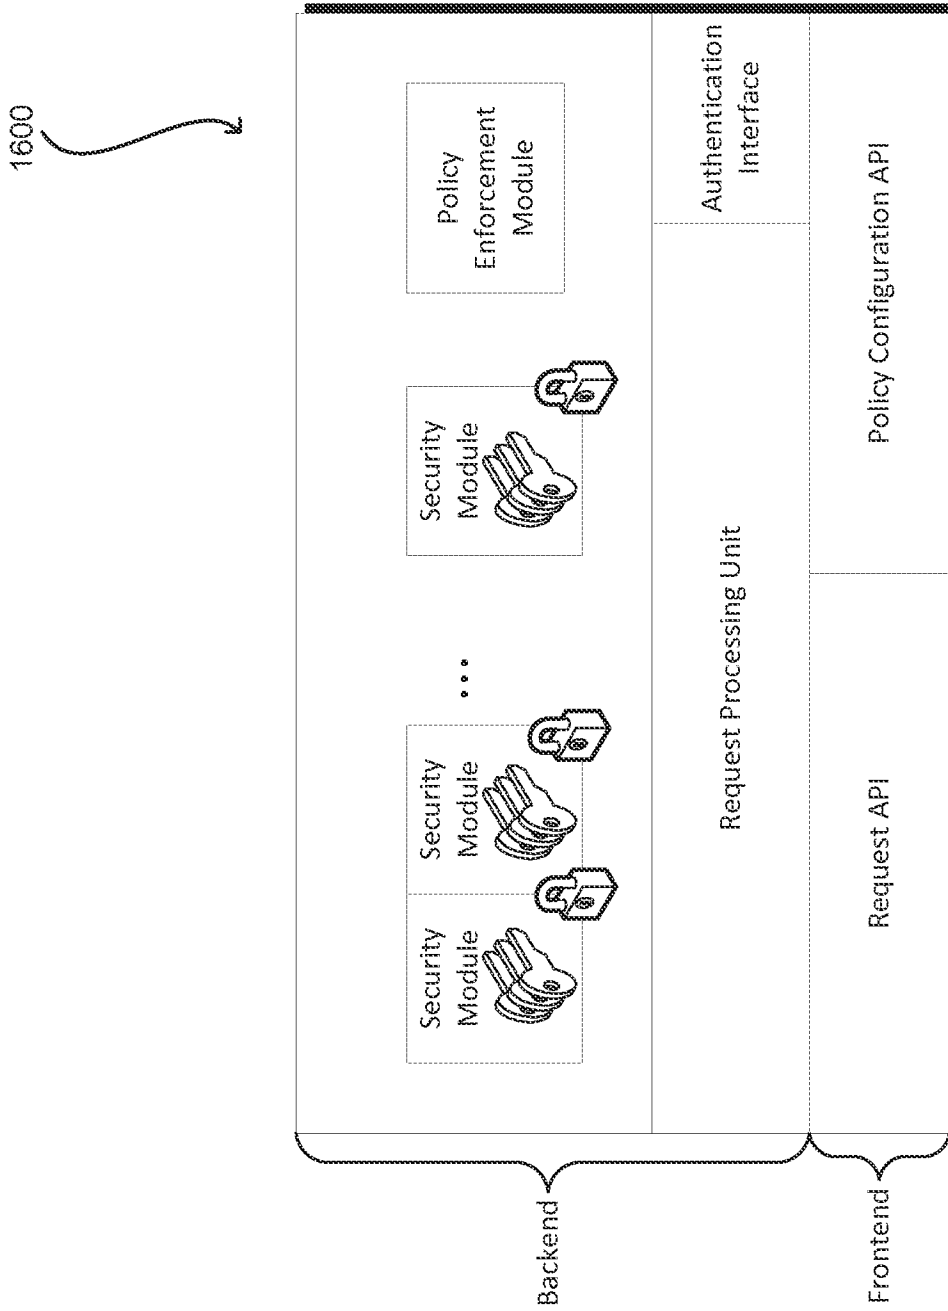 1600
Backend
Security
Module
Security
Module
...
Security
Module
Policy
Enforcement
Module
Request Processing Unit
Authentication
Interface
Frontend
Request API
Policy Configuration API